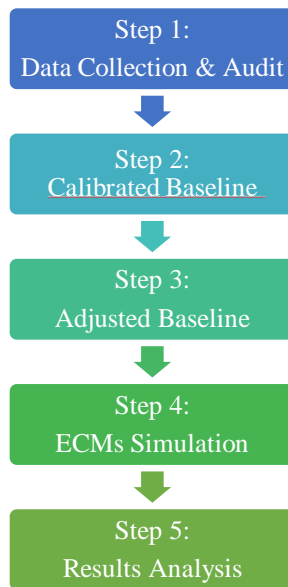 Step 1:
Data Collection & Audit
Step 2:
Calibrated Baseline
Step 3:
Adjusted Baseline
Step 4:
ECMs Simulation
Step 5:
Results Analysis